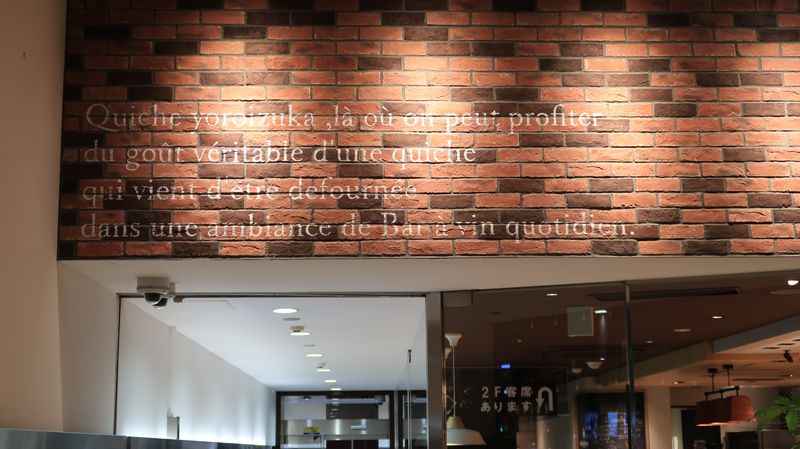 Quiche yoroizuka ,là où on peut profiter
du goût véritable d'une quiche
qui vient d'être défournée
dans une ambiance de Bar à vin quotidien.
2F客席
あります